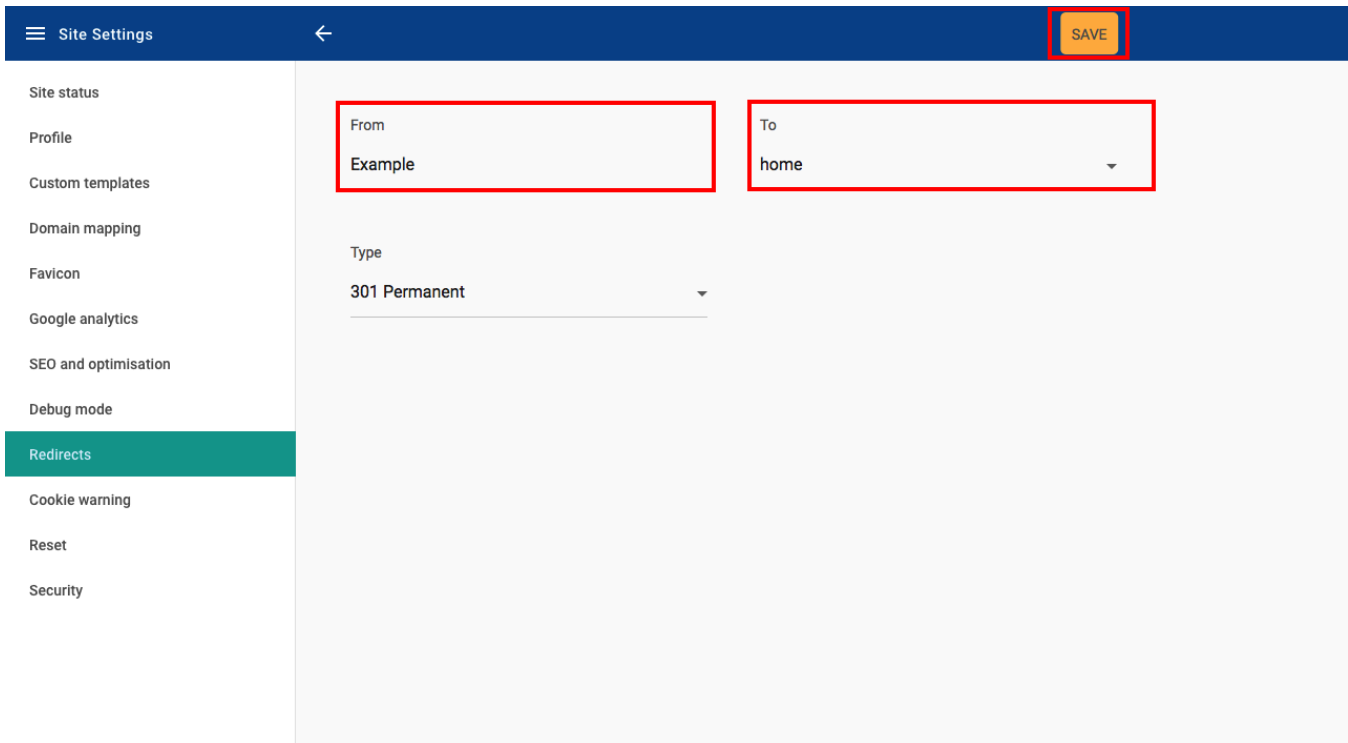 Site Settings
SAVE
Site status
Profile
Custom templates
Domain mapping
Favicon
Google analytics
SEO and optimisation
Debug mode
Redirects
Cookie warning
Reset
Security
From
Example
To
home
Type
301 Permanent